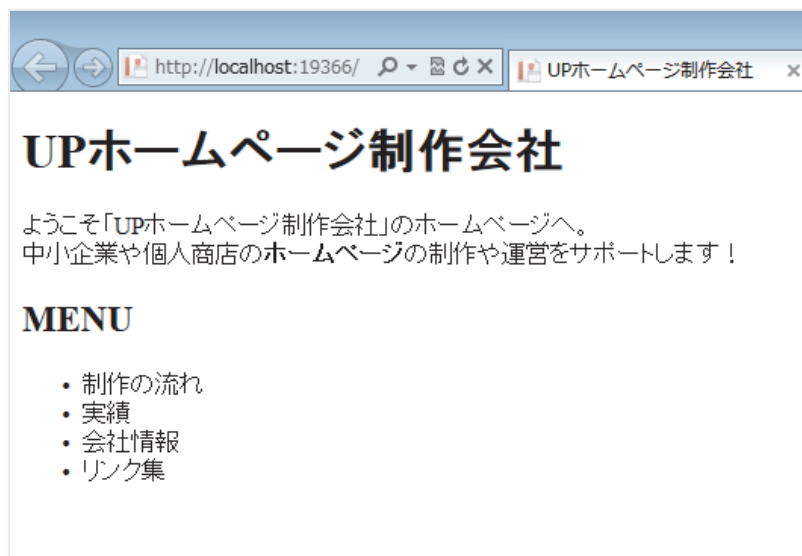 http://localhost:19366/
UPホームページ制作会社
UPホームページ制作会社
ようこそ「UPホームページ制作会社」のホームページへ。
中小企業や個人商店のホームページの制作や運営をサポートします！
MENU
• 制作の流れ
• 実績
• 会社情報
• リンク集